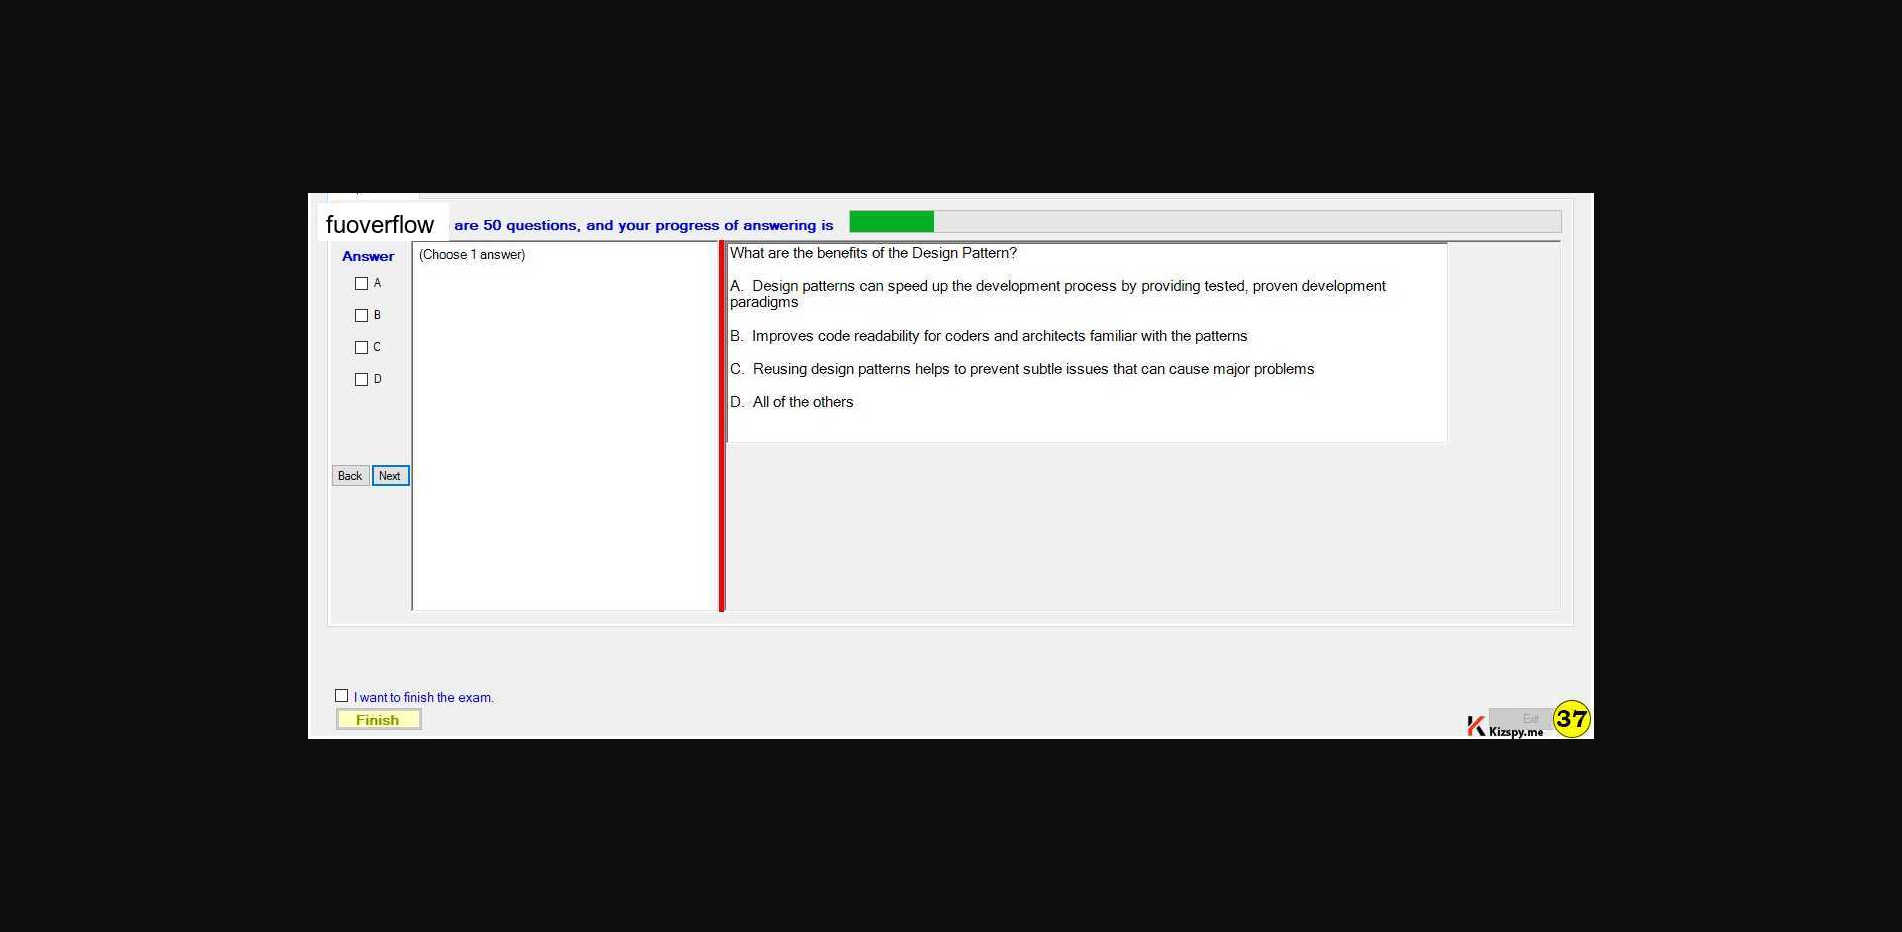 fuoverflow are 50 questions, and your progress of answering is
Answer
(Choose 1 answer)
A
B
C
D
Back Next
What are the benefits of the Design Pattern?
A. Design patterns can speed up the development process by providing tested, proven development
paradigms
B. Improves code readability for coders and architects familiar with the patterns
C. Reusing design patterns helps to prevent subtle issues that can cause major problems
D. All of the others
I want to finish the exam.
Finish
Exit
Kizspy.me
37